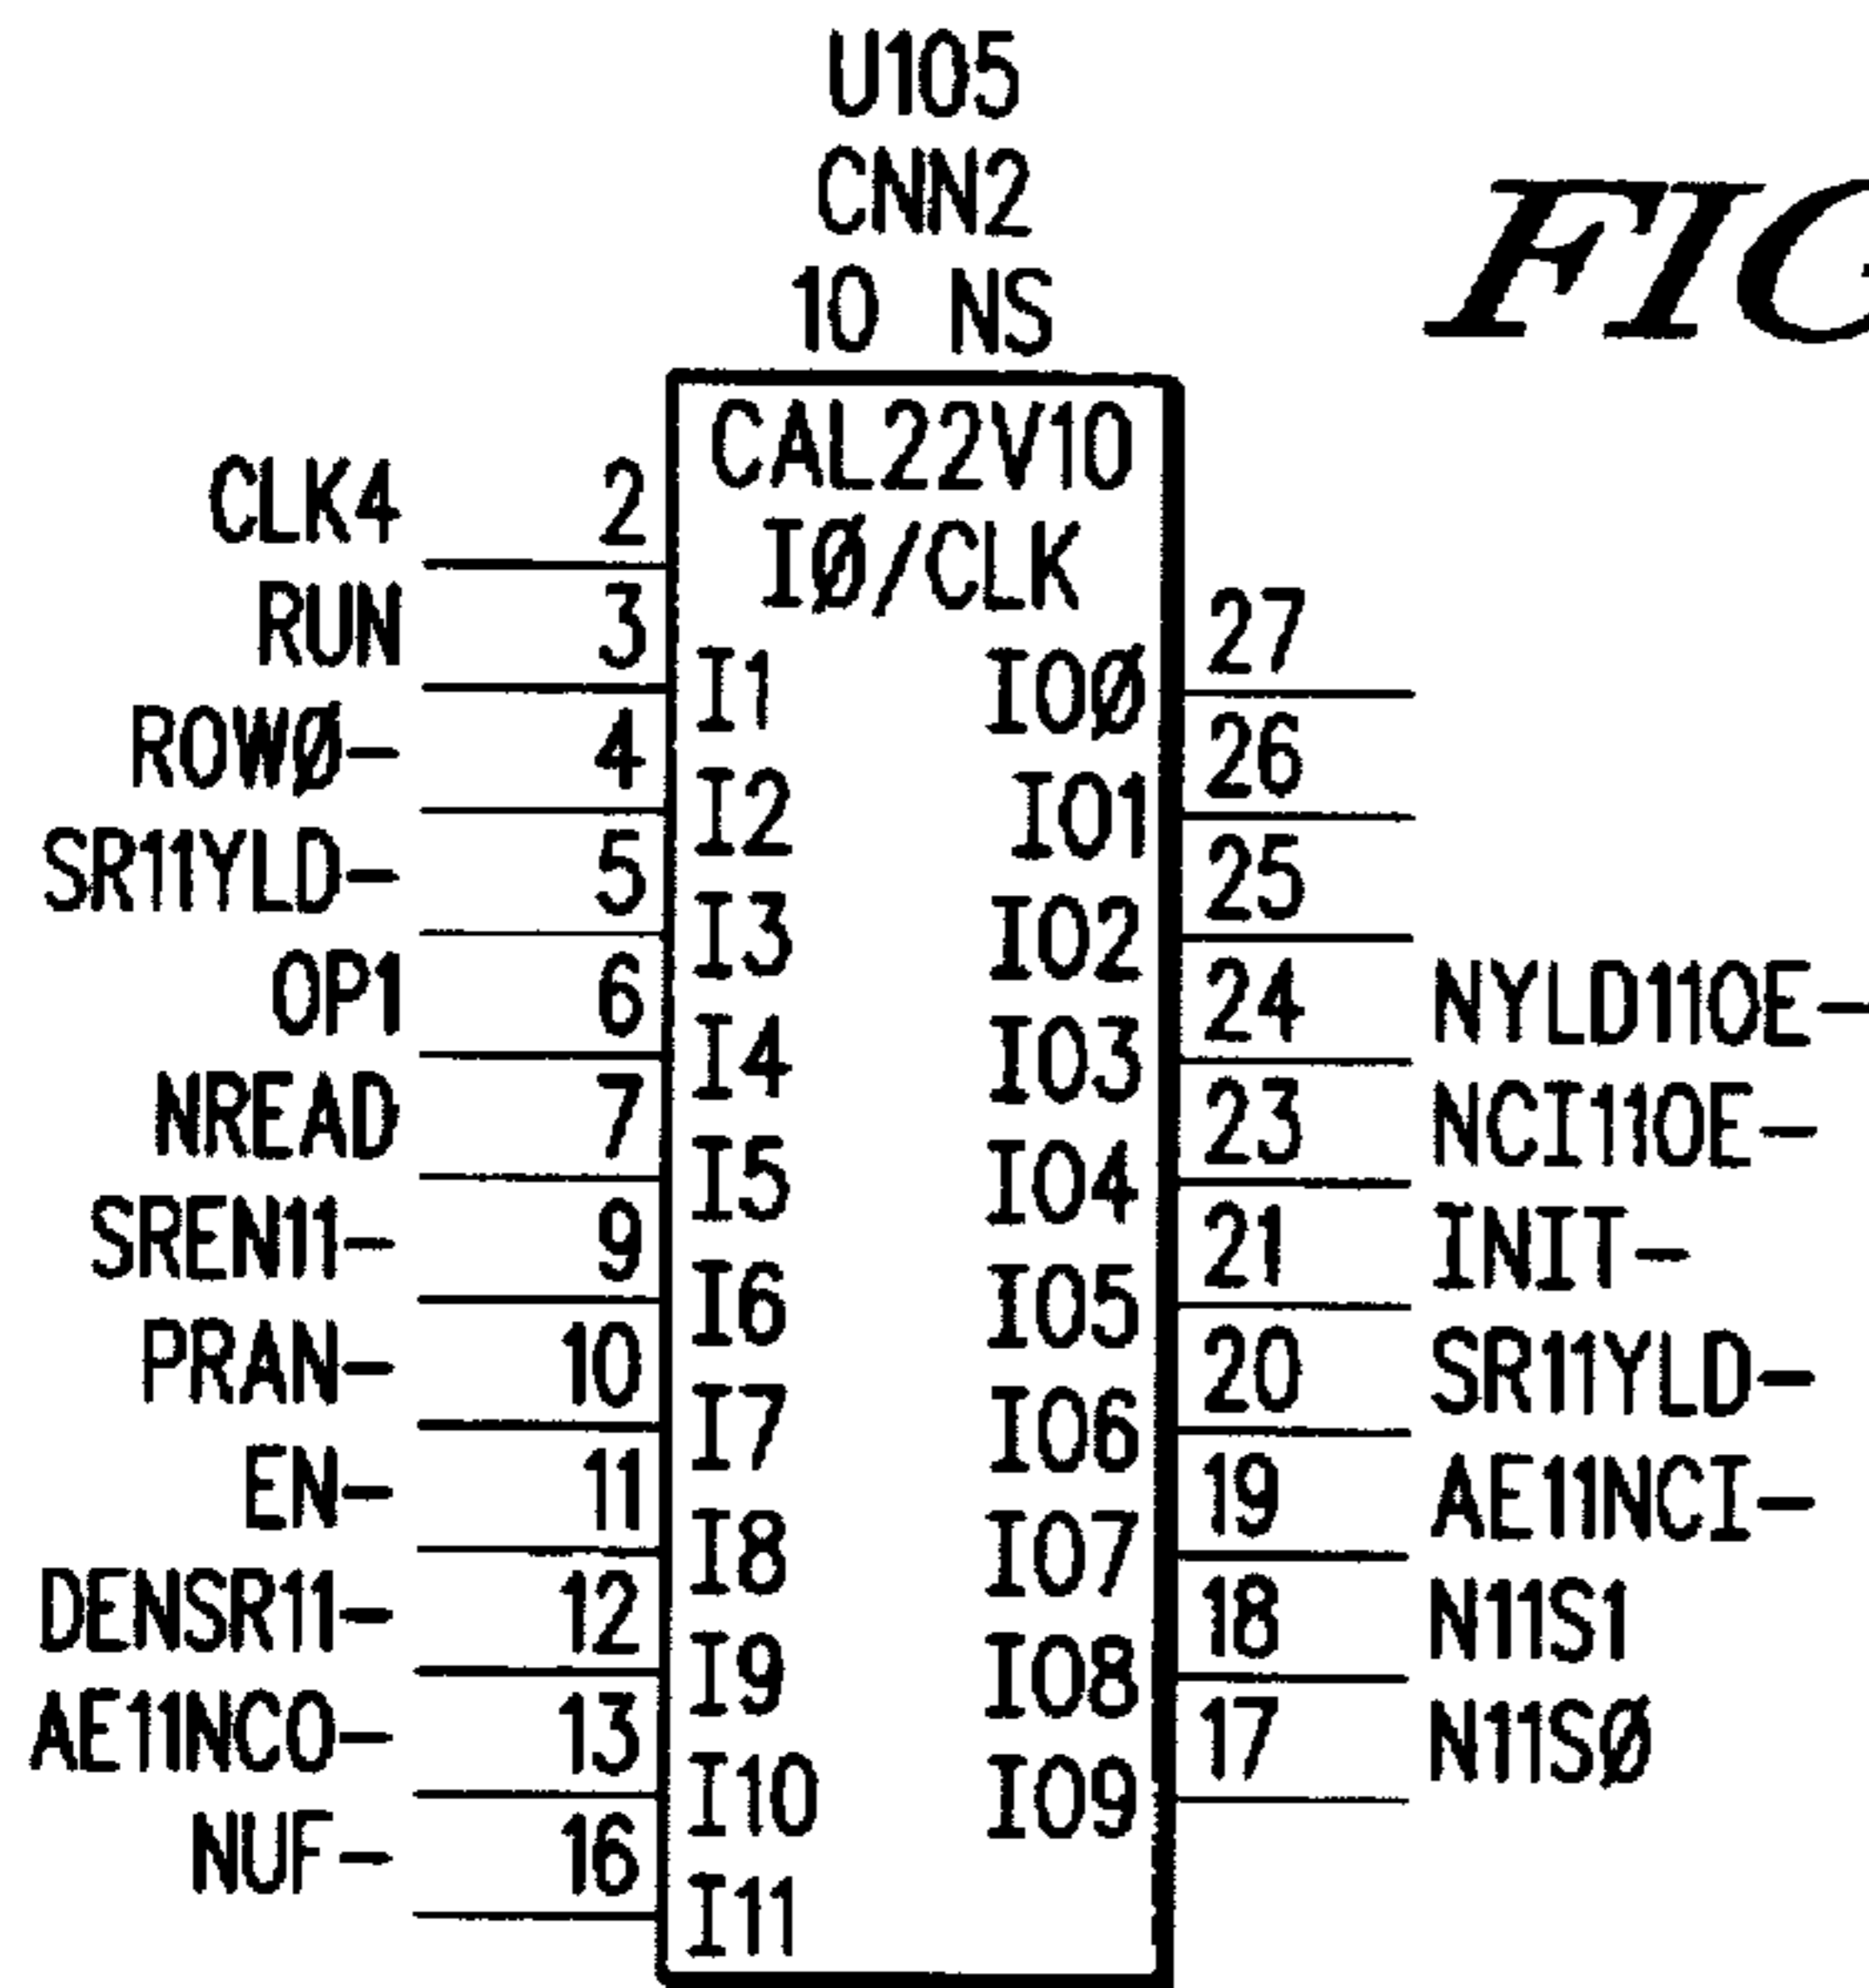 U105
CNN2
10 NS
FIG
CAL22V10
CLK4 2 IØ/CLK
RUN 3 I1 IOØ 27
ROWØ- 4 I2 IO1 26
SR11YLD- 5 I3 IO2 25
OP1 6 I4 IO3 24 NYLD11OE-
NREAD 7 I5 IO4 23 NCI11OE-
SREN11- 9 I6 IO5 21 INIT-
PRAN- 10 I7 IO6 20 SR11YLD-
EN- 11 I8 IO7 19 AE11NCI-
DENSR11- 12 I9 IO8 18 N11S1
AE11NCO- 13 I10 IO9 17 N11SØ
NUF- 16 I11